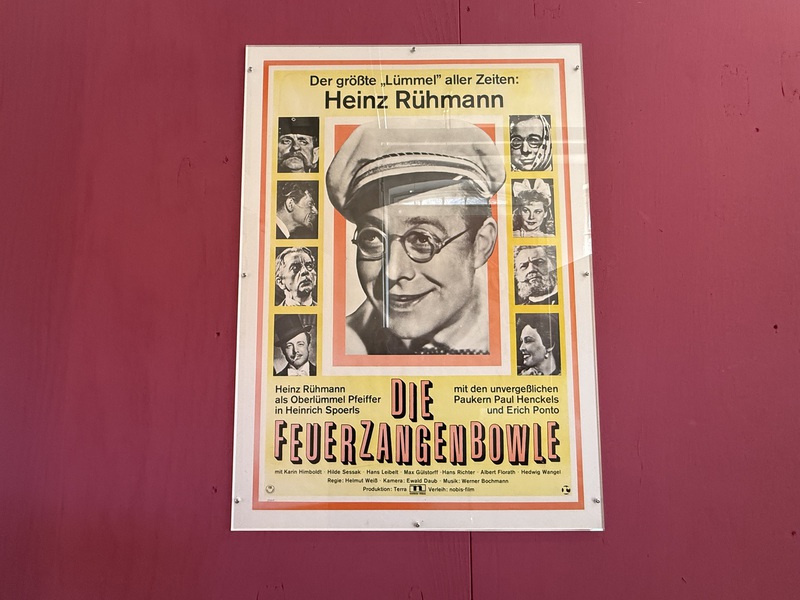 Der größte „Lümmel” aller Zeiten:
Heinz Rühmann
Heinz Rühmann
als Oberlümmel Pfeiffer
in Heinrich Spoerls
mit den unvergeßlichen
Paukern Paul Henckels
und Erich Ponto
DIE
FEUERZANGENBOWLE
mit Karin Himboldt · Hilde Sessak · Hans Leibelt · Max Gülstorff · Hans Richter · Albert Florath · Hedwig Wangel
Regie: Helmut Weiß · Kamera: Ewald Daub · Musik: Werner Bochmann
Produktion: Terra Verleih: nobis-film